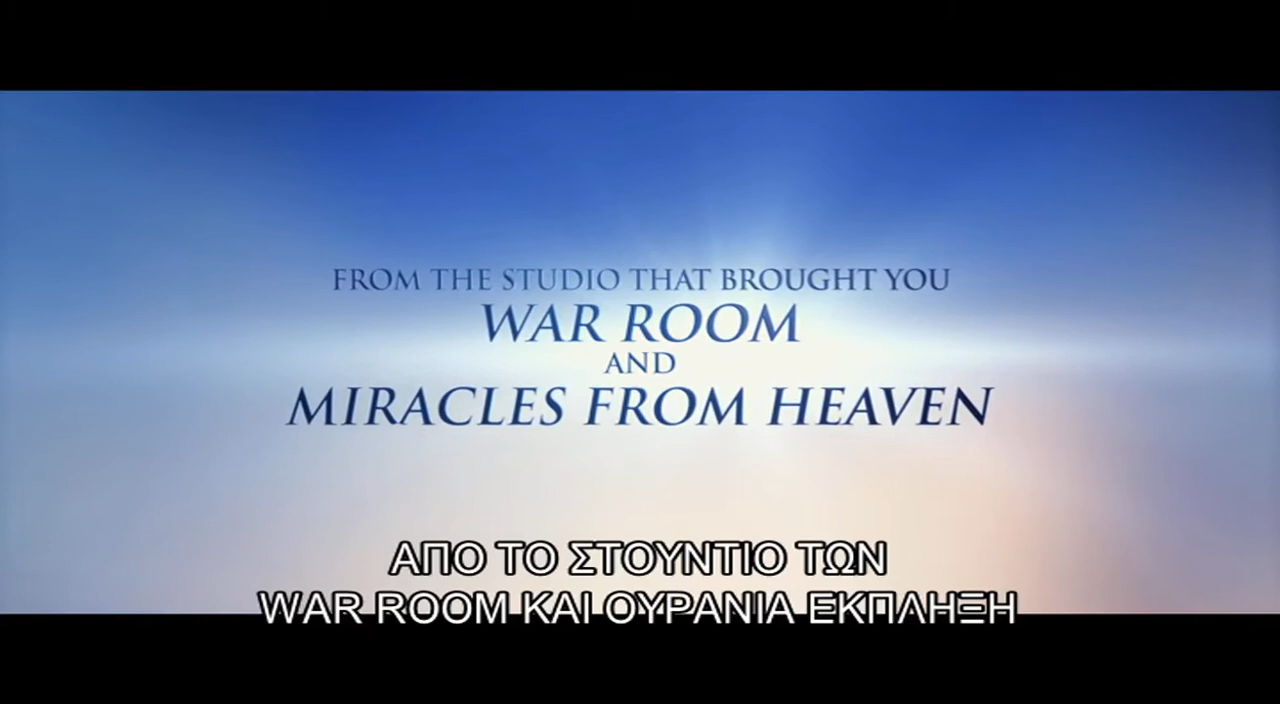 FROM THE STUDIO THAT BROUGHT YOU
WAR ROOM
AND
MIRACLES FROM HEAVEN
ΑΠΟ ΤΟ ΣΤΟΥΝΤΙΟ ΤΩΝ
WAR ROOM ΚΑΙ ΟΥΡΑΝΙΑ ΕΚΠΛΗΞΗ